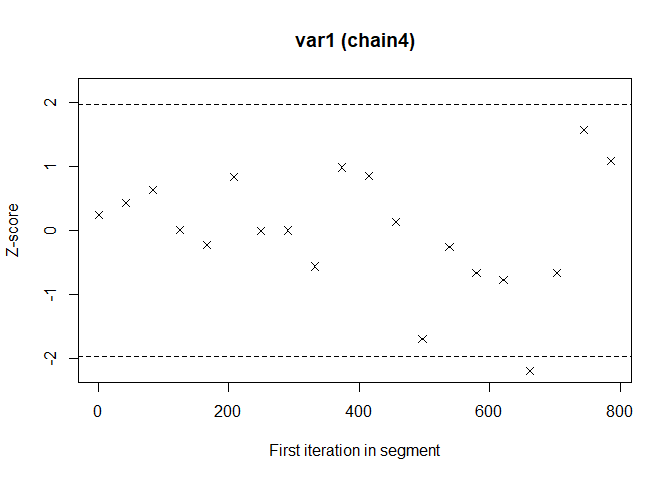 var1 (chain4)
Z-score
2
1
0
-1
-2
0 200 400 600 800
First iteration in segment